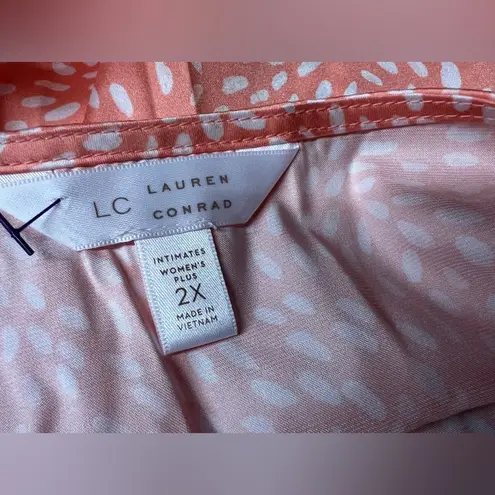 LC LAUREN
CONRAD
INTIMATES
WOMEN'S
PLUS
2X
MADE IN
VIETNAM